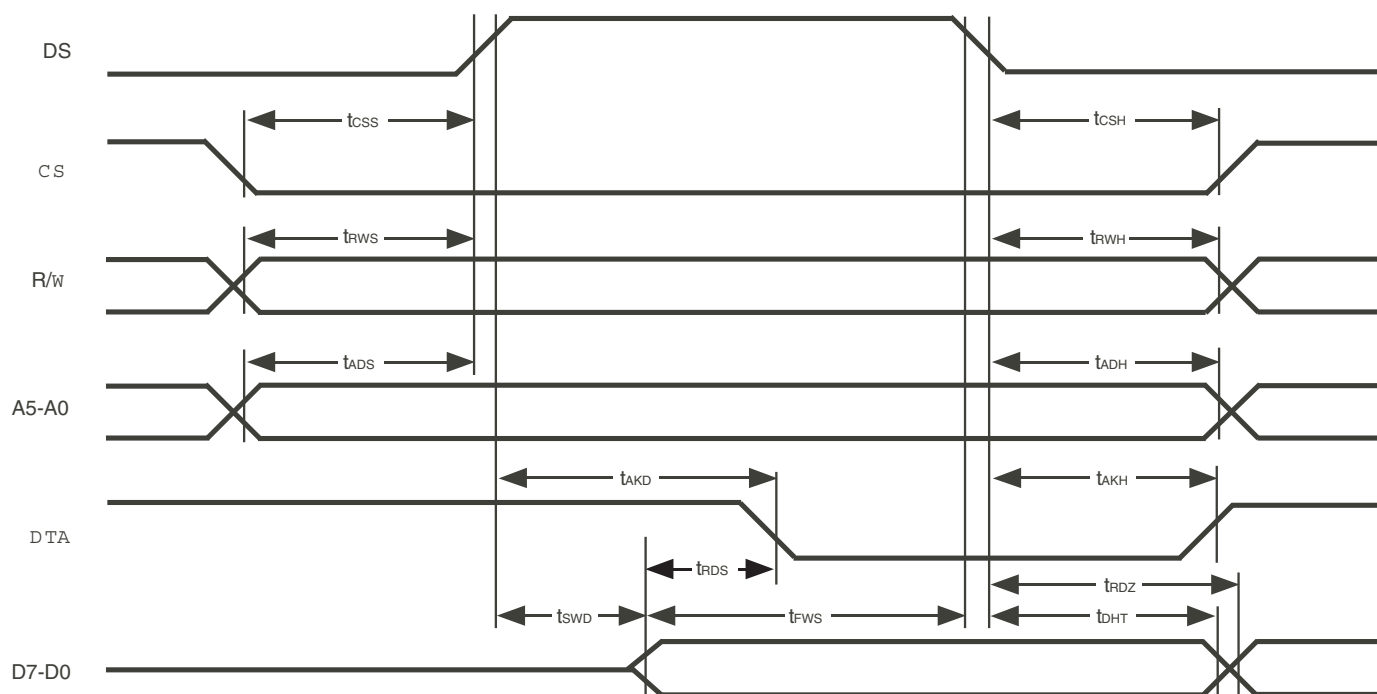 DS
tCSS
tCSH
CS
tRWS
tRWH
R/W
tADS
tADH
A5-A0
tAKD
tAKH
DTA
tRDS
tRDZ
tSWD
tFWS
tDHT
D7-D0